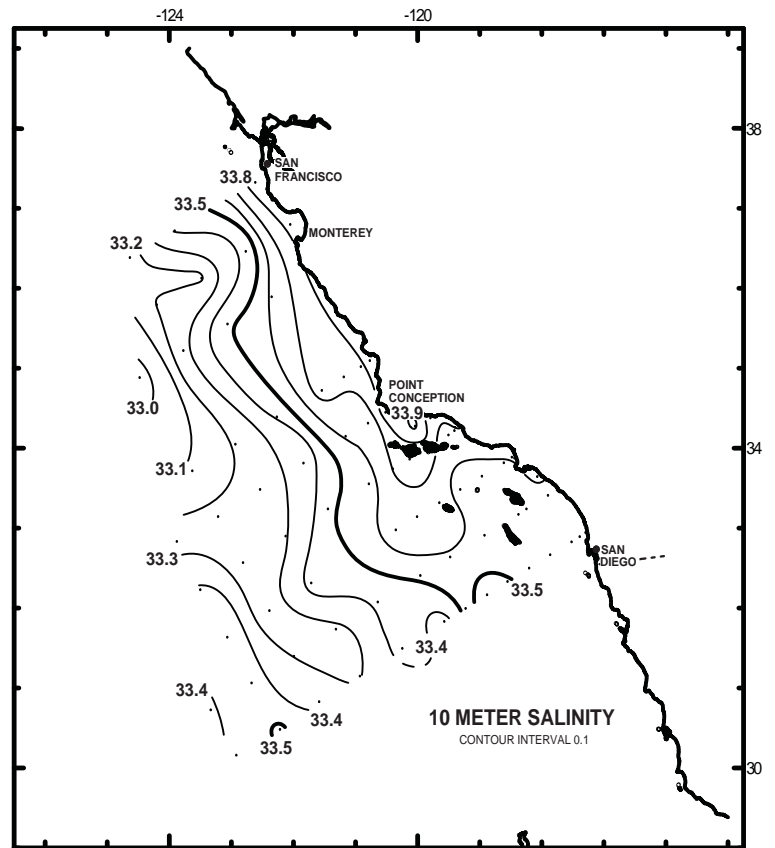 -124 -120
38
SAN
FRANCISCO
33.8
33.5
MONTEREY
33.2
POINT
CONCEPTION
33.9
33.0
34
33.1
SAN
DIEGO
33.3
33.5
33.4
33.4
33.4
10 METER SALINITY
CONTOUR INTERVAL 0.1
33.5
30